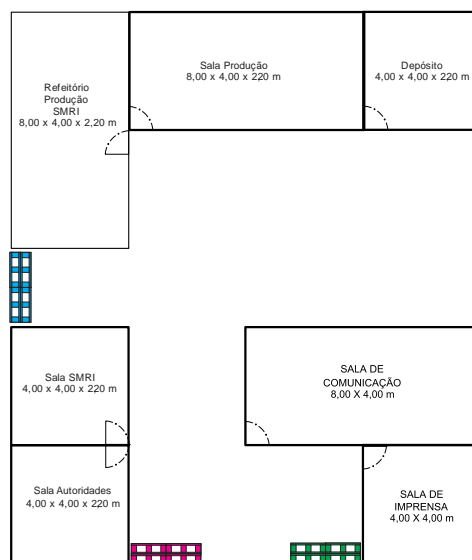 Sala Produção
8,00 x 4,00 x 220 m
Depósito
4,00 x 4,00 x 220 m
Refeitório
Produção
SMRI
8,00 x 4,00 x 2,20 m
Sala SMRI
4,00 x 4,00 x 220 m
SALA DE
COMUNICAÇÃO
8,00 X 4,00 m
Sala Autoridades
4,00 x 4,00 x 220 m
SALA DE
IMPRENSA
4,00 X 4,00 m